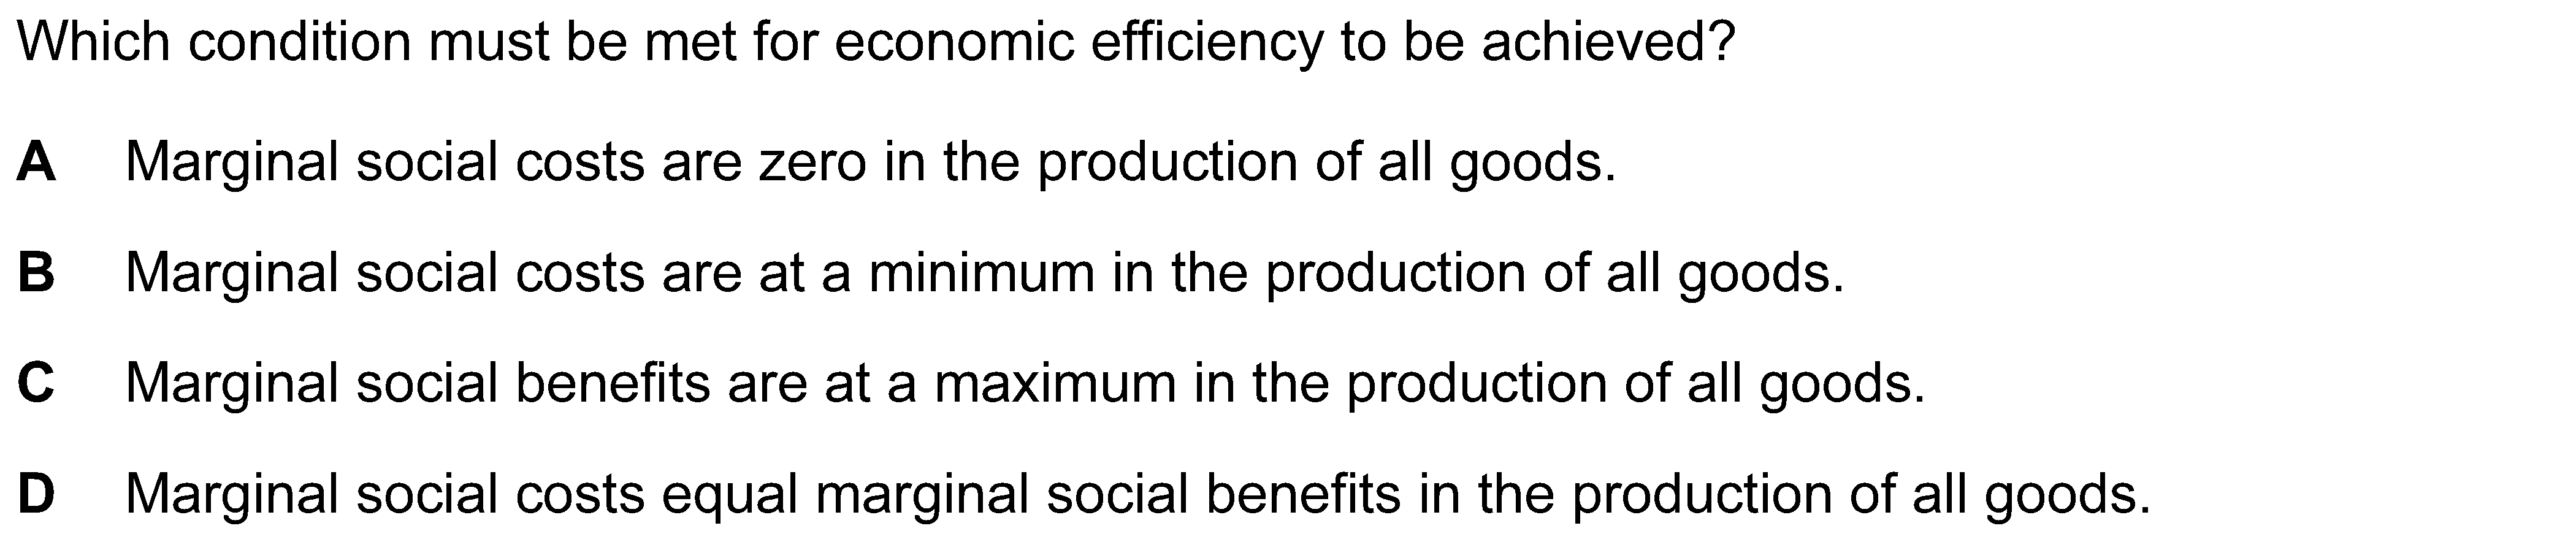 Which condition must be met for economic efficiency to be achieved?
A Marginal social costs are zero in the production of all goods.
B Marginal social costs are at a minimum in the production of all goods.
C Marginal social benefits are at a maximum in the production of all goods.
D Marginal social costs equal marginal social benefits in the production of all goods.